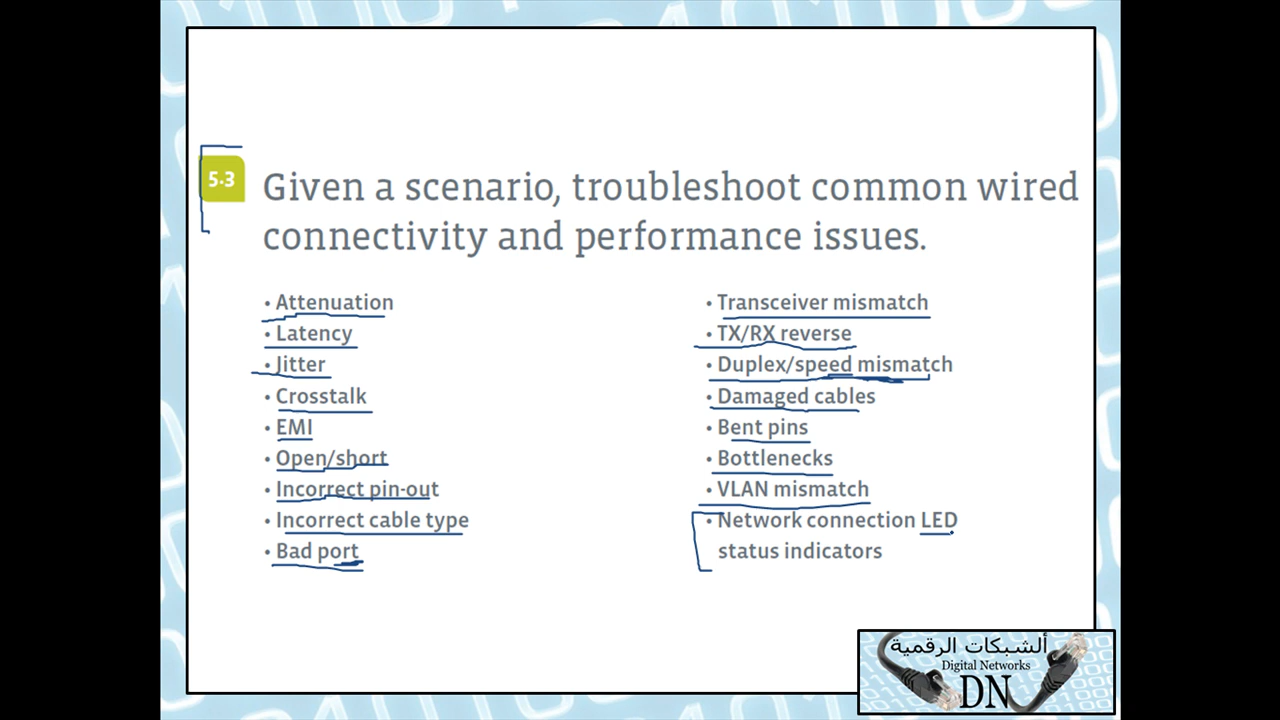 5.3
Given a scenario, troubleshoot common wired
connectivity and performance issues.
• Attenuation
• Latency
• Jitter
• Crosstalk
• EMI
• Open/short
• Incorrect pin-out
• Incorrect cable type
• Bad port
• Transceiver mismatch
• TX/RX reverse
• Duplex/speed mismatch
• Damaged cables
• Bent pins
• Bottlenecks
• VLAN mismatch
• Network connection LED
status indicators
ألشبكات الرقمية
Digital Networks
DN